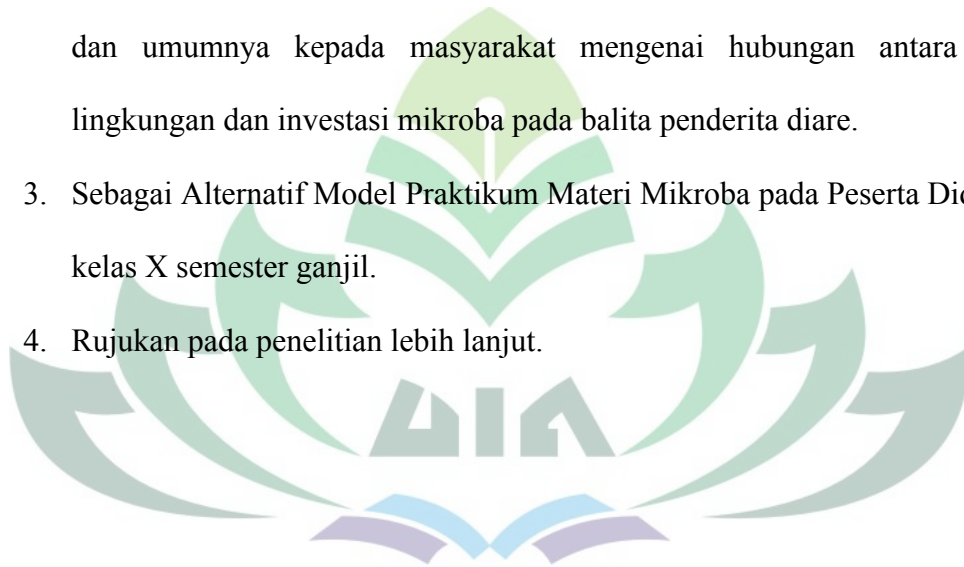 dan umumnya kepada masyarakat mengenai hubungan antara
lingkungan dan investasi mikroba pada balita penderita diare.
3. Sebagai Alternatif Model Praktikum Materi Mikroba pada Peserta
kelas X semester ganjil.
4. Rujukan pada penelitian lebih lanjut.
UIN